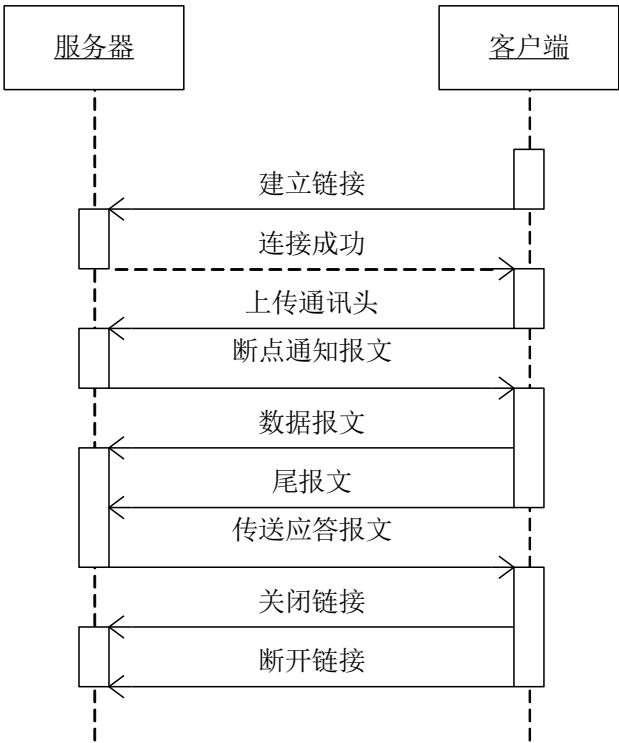 服务器
客户端
建立链接
连接成功
上传通讯头
断点通知报文
数据报文
尾报文
传送应答报文
关闭链接
断开链接